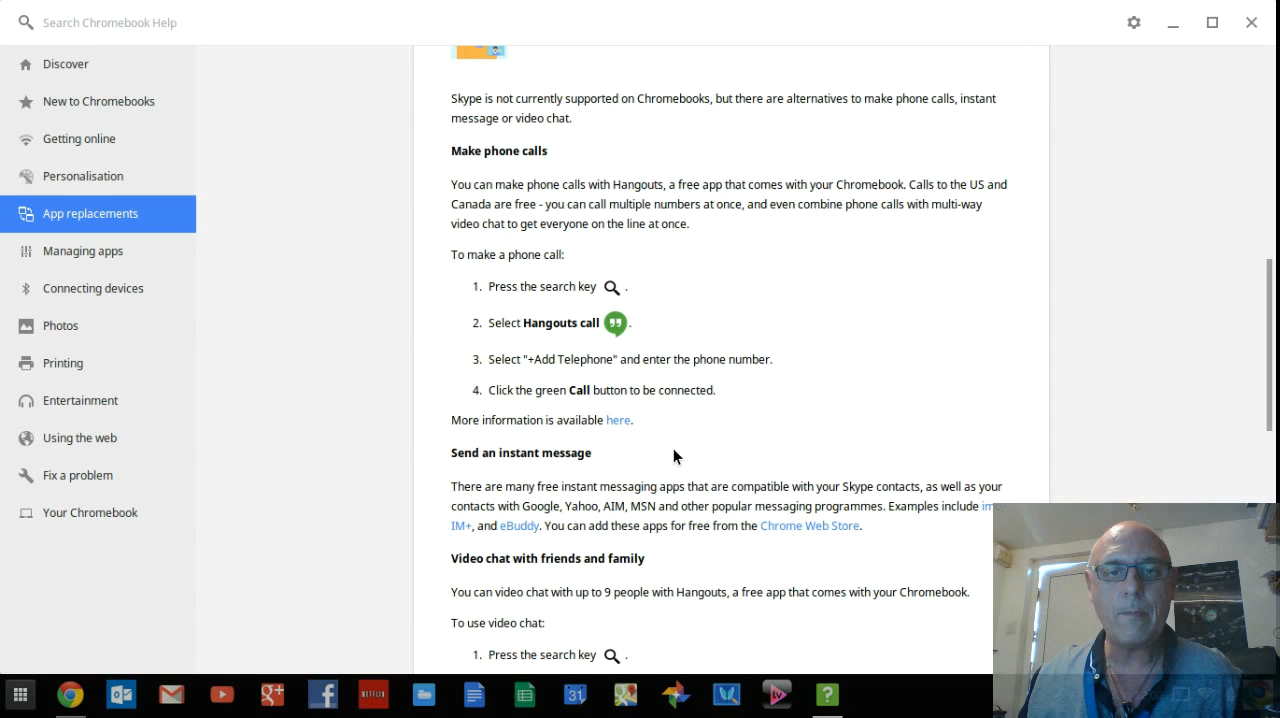 Search Chromebook Help
Discover
New to Chromebooks
Getting online
Personalisation
App replacements
Managing apps
Connecting devices
Photos
Printing
Entertainment
Using the web
Fix a problem
Your Chromebook
Skype is not currently supported on Chromebooks, but there are alternatives to make phone calls, instant
message or video chat.
Make phone calls
You can make phone calls with Hangouts, a free app that comes with your Chromebook. Calls to the US and
Canada are free - you can call multiple numbers at once, and even combine phone calls with multi-way
video chat to get everyone on the line at once.
To make a phone call:
1. Press the search key .
2. Select Hangouts call .
3. Select "+Add Telephone" and enter the phone number.
4. Click the green Call button to be connected.
More information is available here.
Send an instant message
There are many free instant messaging apps that are compatible with your Skype contacts, as well as your
contacts with Google, Yahoo, AIM, MSN and other popular messaging programmes. Examples include
IM+, and eBuddy. You can add these apps for free from the Chrome Web Store.
Video chat with friends and family
You can video chat with up to 9 people with Hangouts, a free app that comes with your Chromebook.
To use video chat:
1. Press the search key .
NETFLIX
31
tv